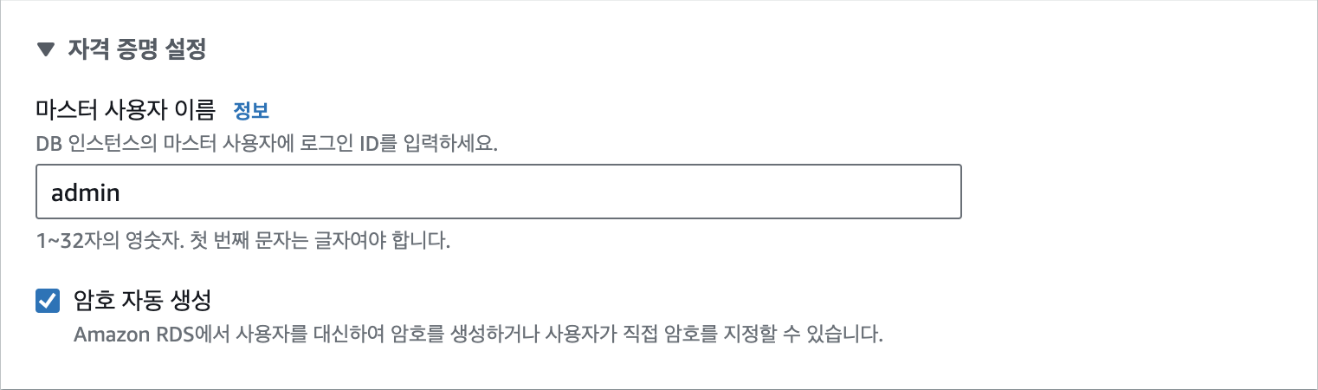 자격 증명 설정
마스터 사용자 이름 정보
DB 인스턴스의 마스터 사용자에 로그인 ID를 입력하세요.
admin
1~32자의 영숫자. 첫 번째 문자는 글자여야 합니다.
암호 자동 생성
Amazon RDS에서 사용자를 대신하여 암호를 생성하거나 사용자가 직접 암호를 지정할 수 있습니다.